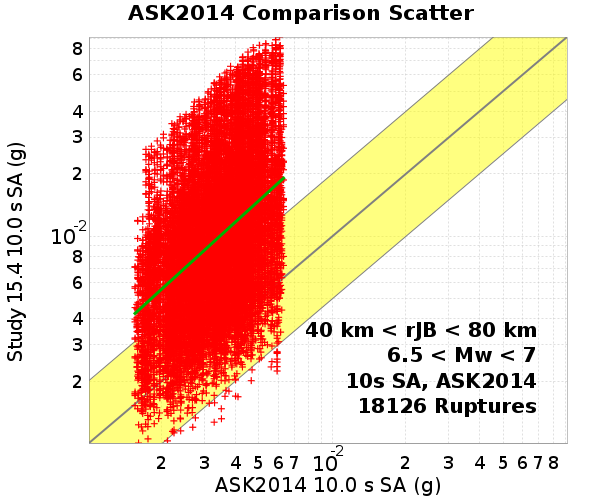 ASK2014 Comparison Scatter
8
6
4
3
2
10-2
8
6
4
3
2
Study 15.4 10.0 s SA (g)
40 km < rJB < 80 km
6.5 < Mw < 7
10s SA, ASK2014
18126 Ruptures
2 3 4 5 6 7 10-2 2 3 4 5 6 7 8
ASK2014 10.0 s SA (g)